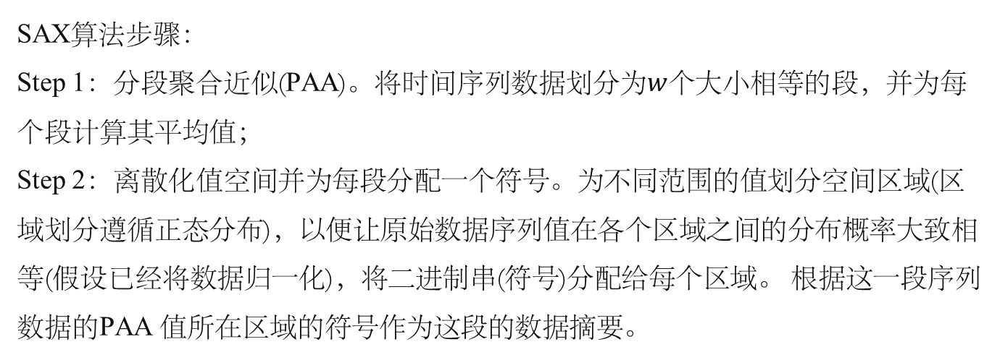 SAX算法步骤：
Step 1：分段聚合近似(PAA)。将时间序列数据划分为w个大小相等的段，并为每
个段计算其平均值；
Step 2：离散化值空间并为每段分配一个符号。为不同范围的值划分空间区域(区
域划分遵循正态分布)，以便让原始数据序列值在各个区域之间的分布概率大致相
等(假设已经将数据归一化)，将二进制串(符号)分配给每个区域。 根据这一段序列
数据的PAA 值所在区域的符号作为这段的数据摘要。